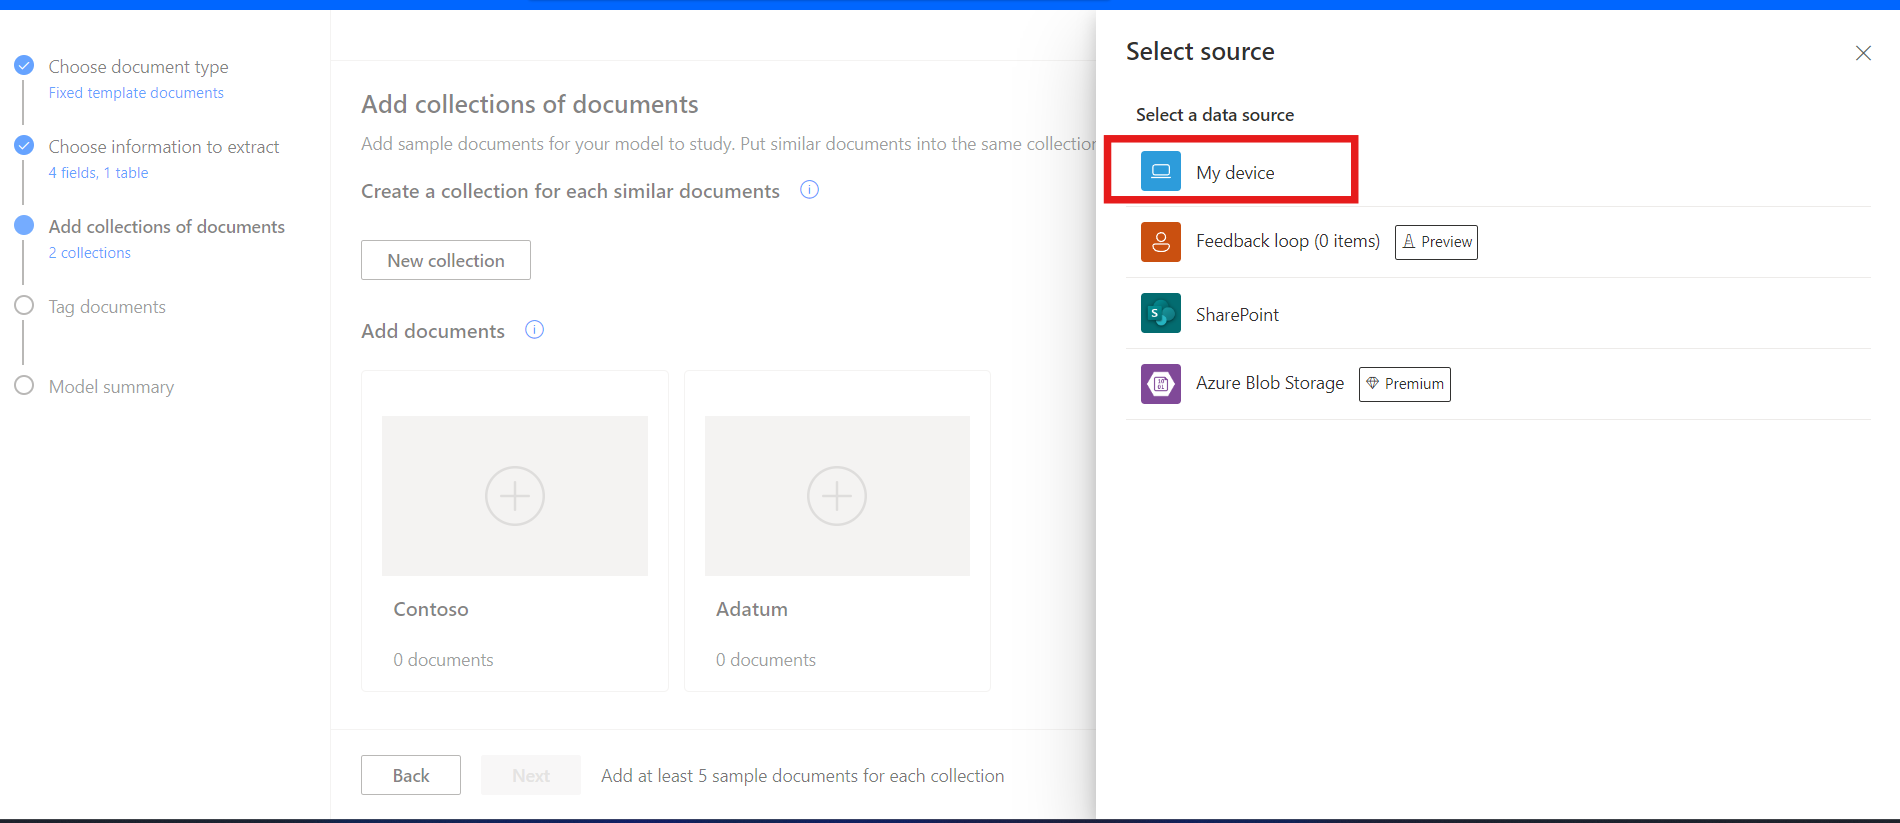 Choose document type
Fixed template documents
Choose information to extract
4 fields, 1 table
Add collections of documents
2 collections
Tag documents
Model summary
Add collections of documents
Add sample documents for your model to study. Put similar documents into the same collection
Create a collection for each similar documents
New collection
Add documents
Contoso
0 documents
Adatum
0 documents
Back
Next
Add at least 5 sample documents for each collection
Select source
Select a data source
My device
Feedback loop (0 items)
Preview
S
SharePoint
Azure Blob Storage
Premium